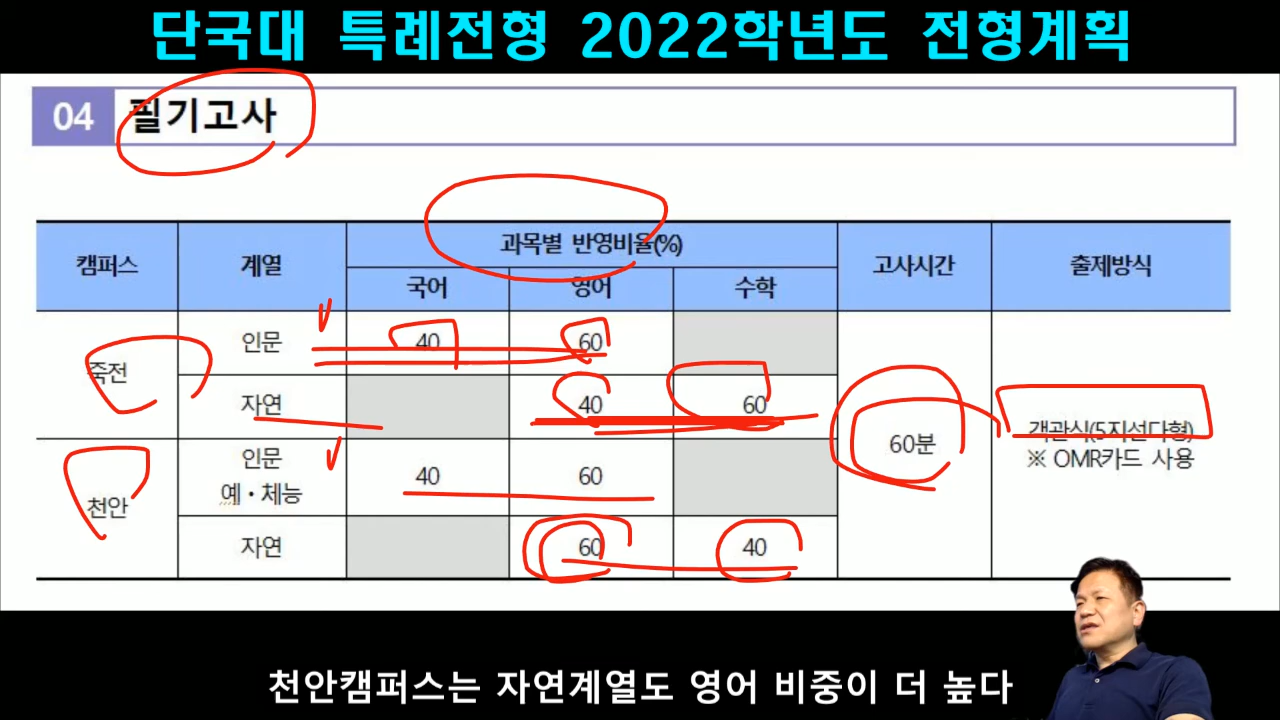 단국대 특례전형 2022학년도 전형계획
04 필기고사
캠퍼스 계열 과목별 반영비율(%) 고사시간 출제방식
국어 영어 수학
죽전 인문 40 60
자연 40 60
60분 객관식(5지선다형)
※ OMR카드 사용
천안 인문 40 60
예·체능
자연 60 40
천안캠퍼스는 자연계열도 영어 비중이 더 높다